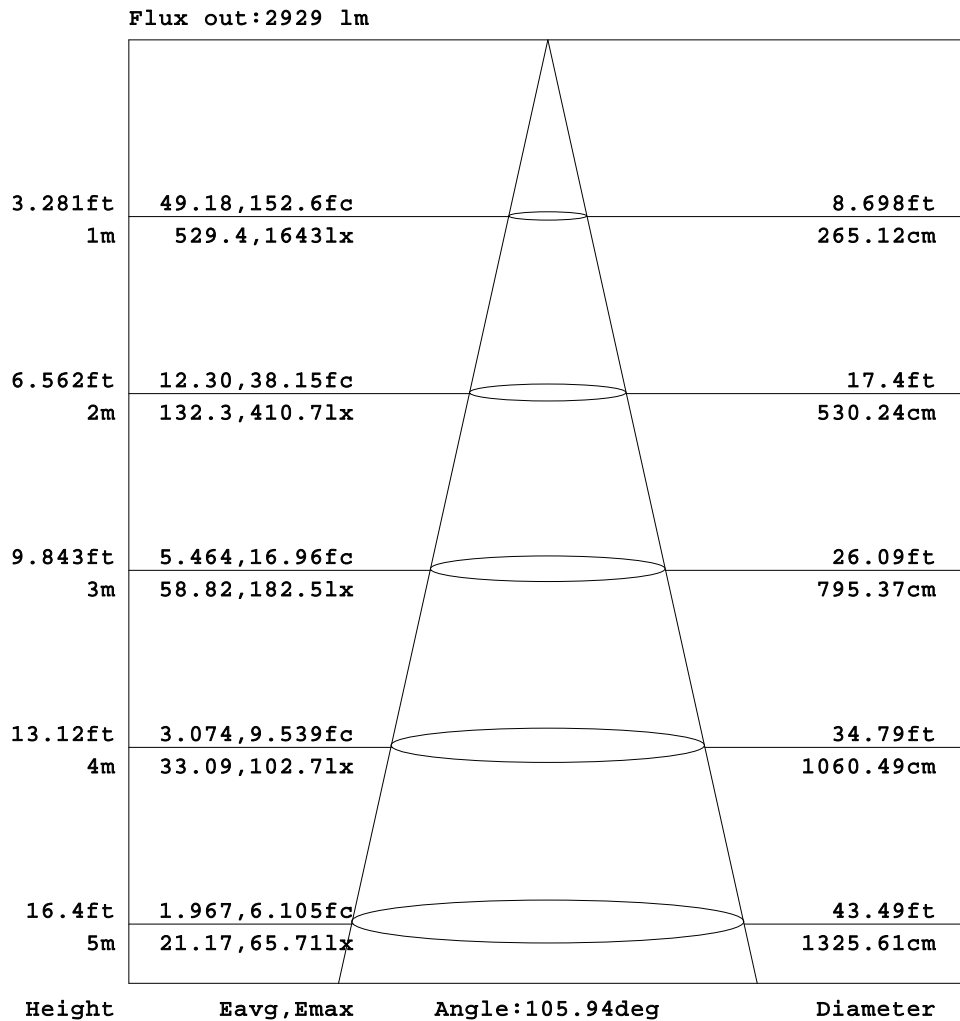 Flux out:2929 lm
3.281ft 49.18,152.6fc 8.698ft
1m 529.4,1643lx 265.12cm
6.562ft 12.30,38.15fc 17.4ft
2m 132.3,410.7lx 530.24cm
9.843ft 5.464,16.96fc 26.09ft
3m 58.82,182.5lx 795.37cm
13.12ft 3.074,9.539fc 34.79ft
4m 33.09,102.7lx 1060.49cm
16.4ft 1.967,6.105fc 43.49ft
5m 21.17,65.71lx 1325.61cm
Height Eavg,Emax Angle:105.94deg Diameter